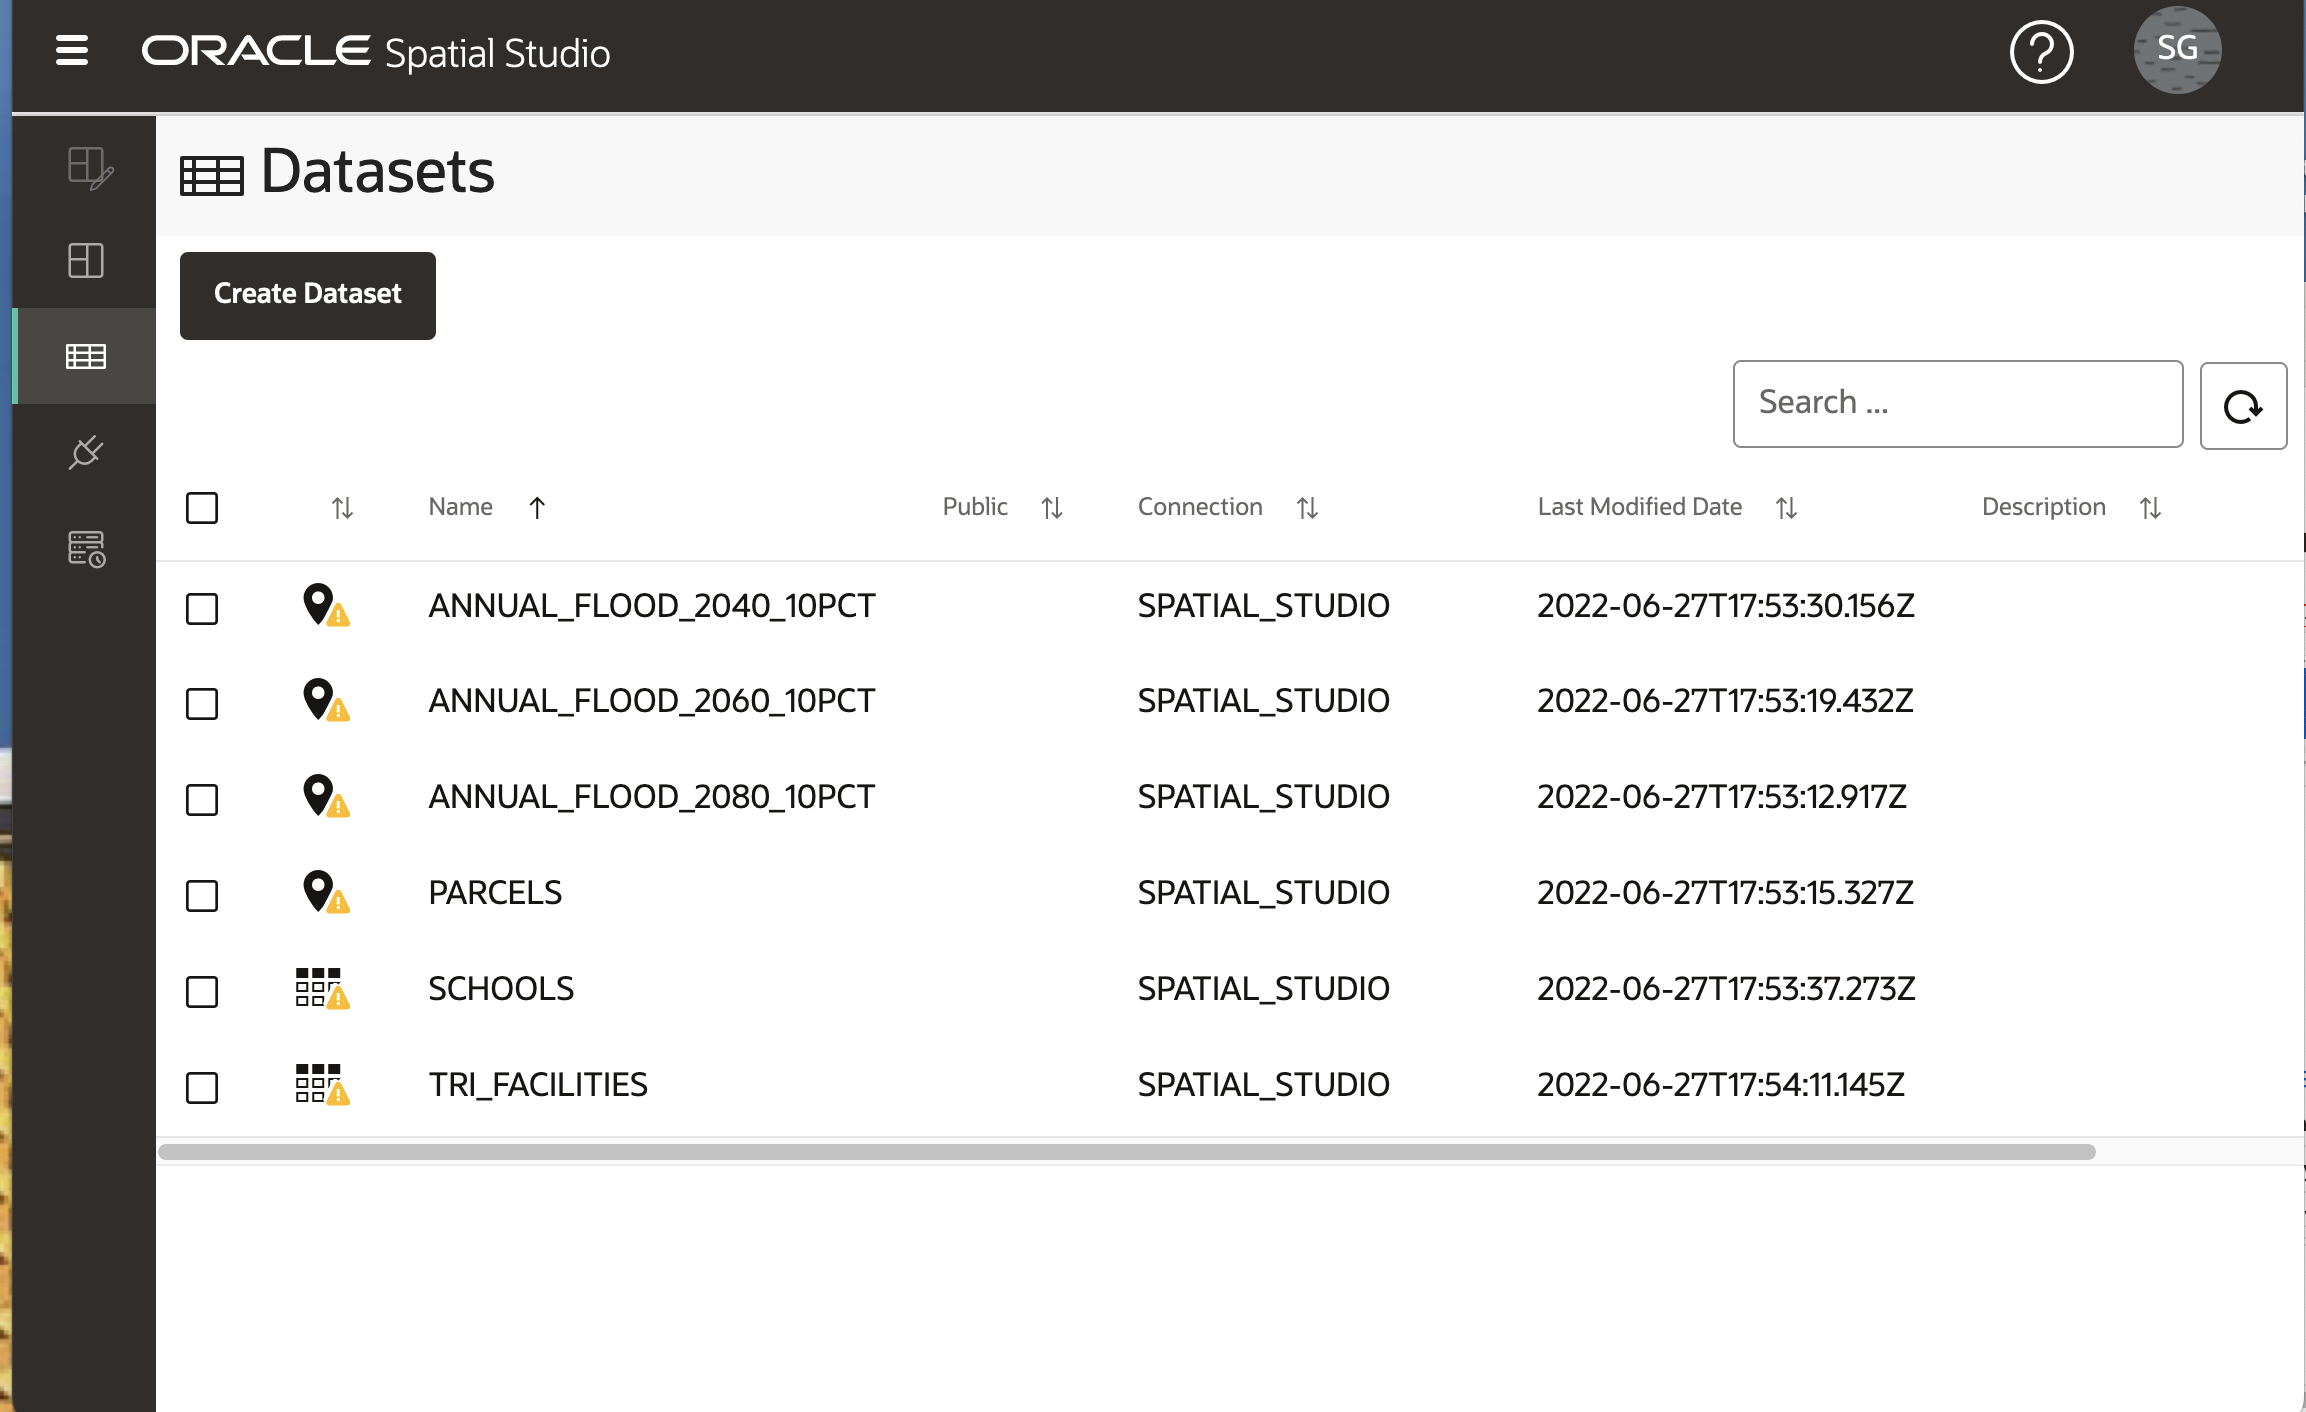 ORACLE Spatial Studio
SG
Datasets
Create Dataset
Search ...
Name Public Connection Last Modified Date Description
ANNUAL_FLOOD_2040_10PCT SPATIAL_STUDIO 2022-06-27T17:53:30.156Z
ANNUAL_FLOOD_2060_10PCT SPATIAL_STUDIO 2022-06-27T17:53:19.432Z
ANNUAL_FLOOD_2080_10PCT SPATIAL_STUDIO 2022-06-27T17:53:12.917Z
PARCELS SPATIAL_STUDIO 2022-06-27T17:53:15.327Z
SCHOOLS SPATIAL_STUDIO 2022-06-27T17:53:37.273Z
TRI_FACILITIES SPATIAL_STUDIO 2022-06-27T17:54:11.145Z